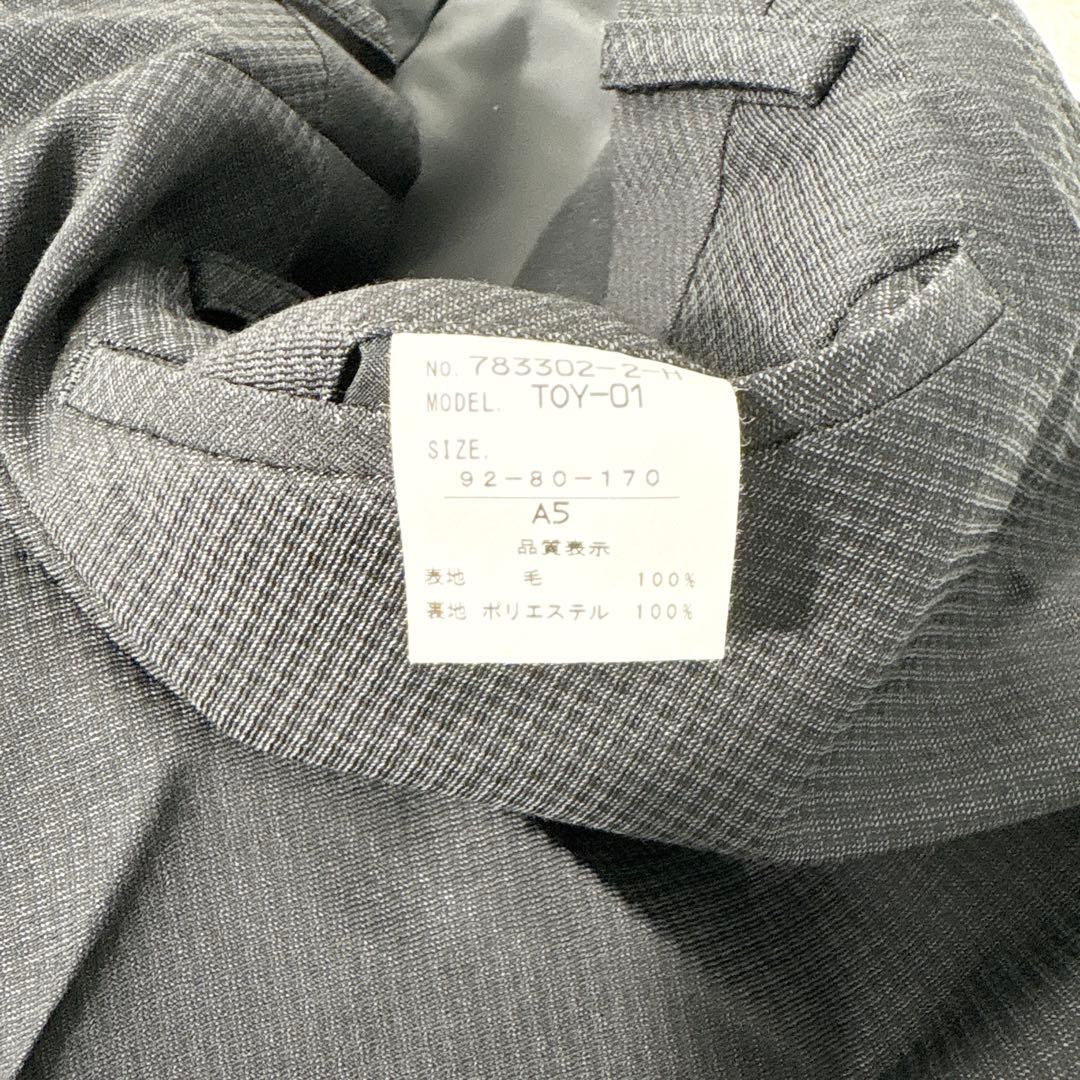 NO. 783302-2-H
MODEL. TOY-01
SIZE.
92-80-170
A5
品質表示
表地 毛 100%
裏地 ポリエステル 100%